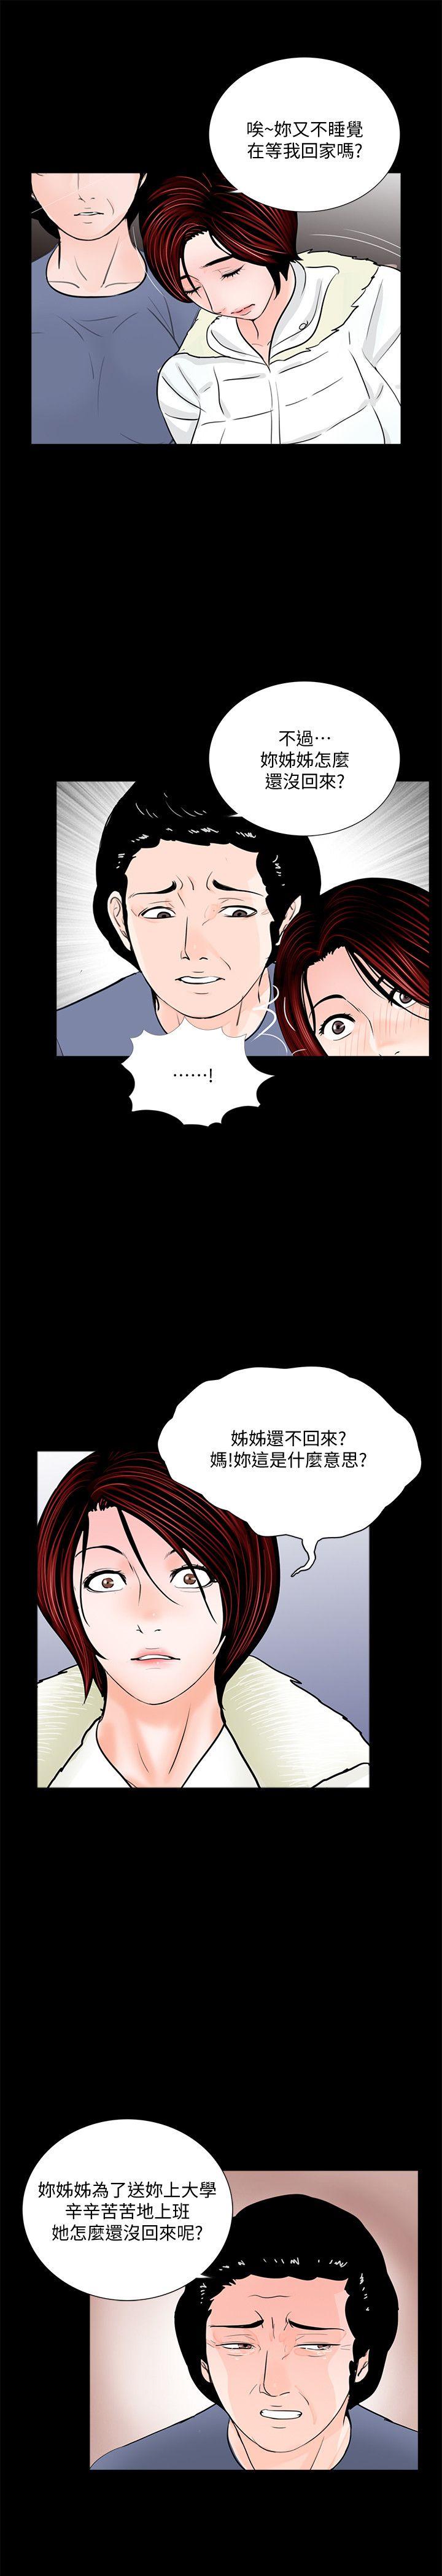 唉~妳又不睡覺
在等我回家嗎?
不過⋯
妳姊姊怎麼
還沒回來?
⋯⋯!
姊姊還不回來?
媽!妳這是什麼意思?
妳姊姊為了送妳上大學
辛辛苦苦地上班
她怎麼還沒回來呢?